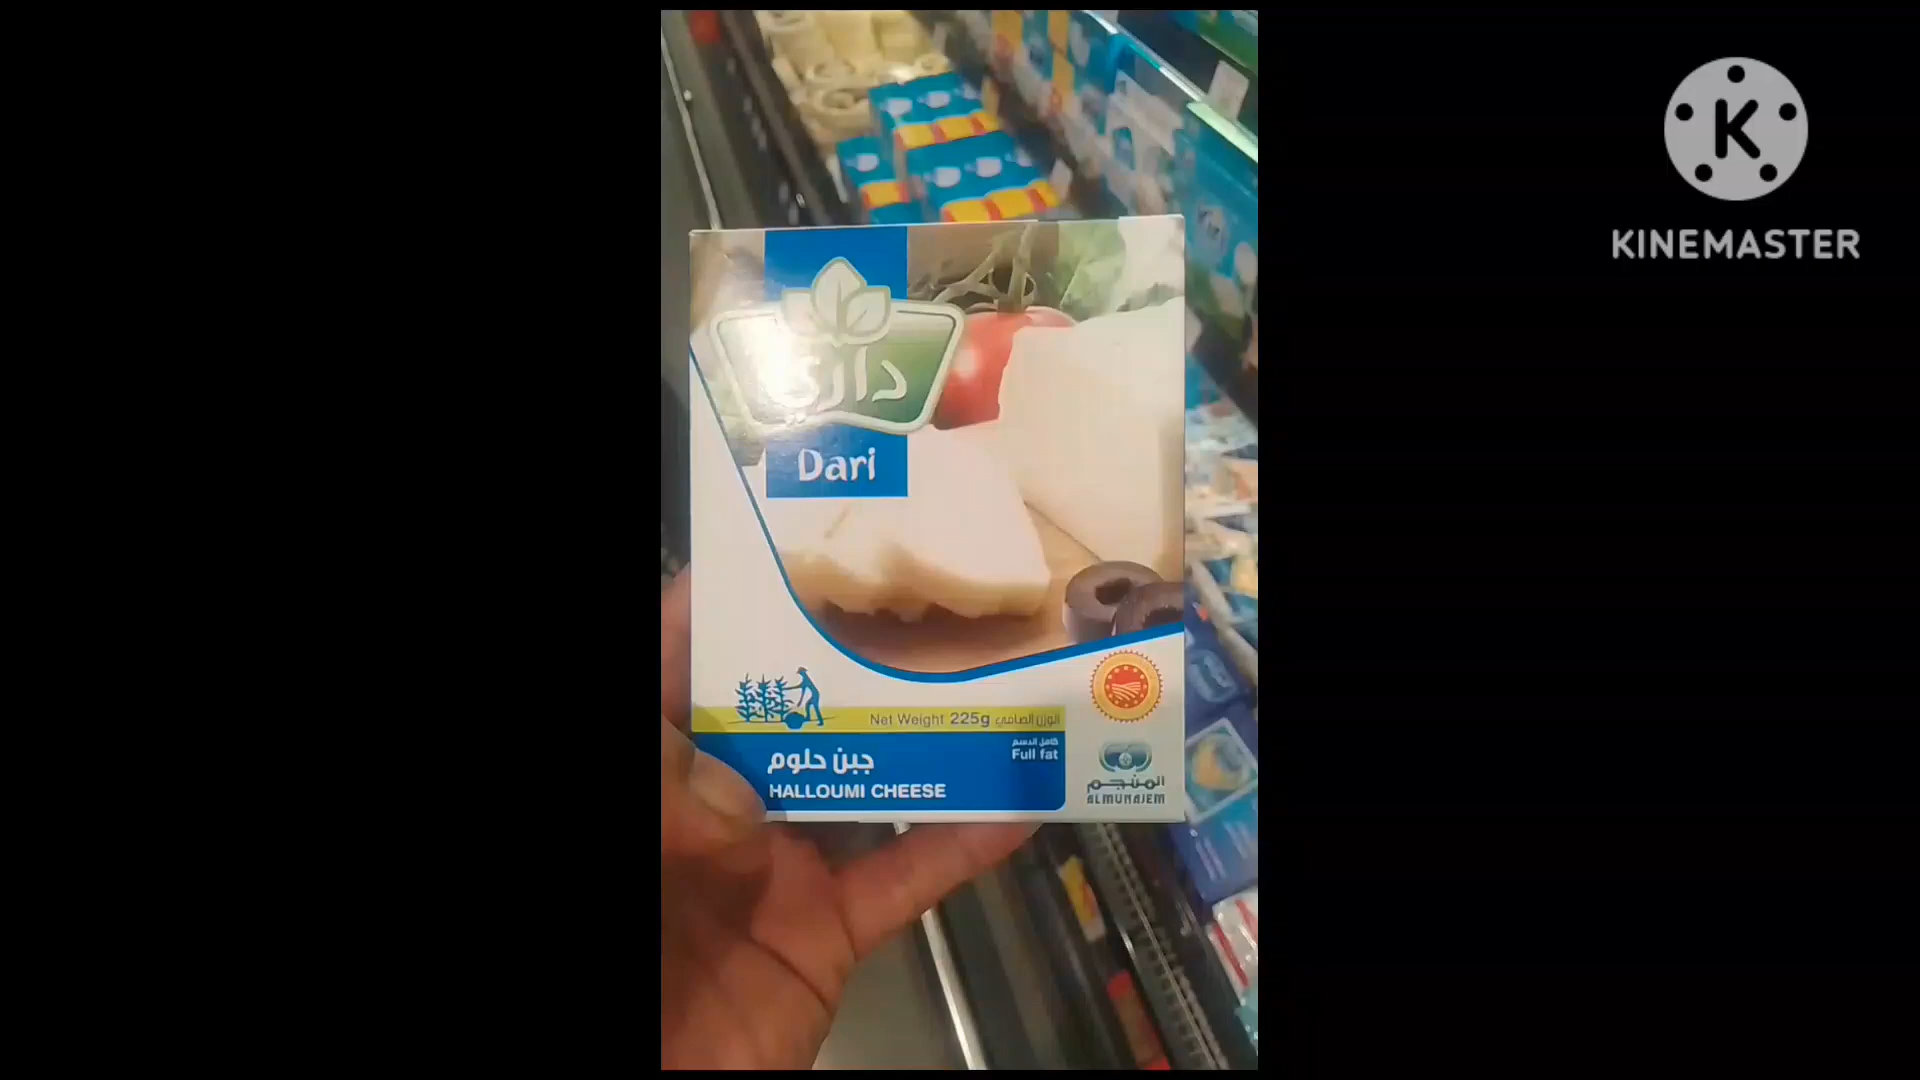 KINEMASTER
داري
Dari
Net Weight 225g الوزن الصافي
كامل الدسم
Full fat
جبن حلوم
HALLOUMI CHEESE
المنجم
ALMUNAJEM